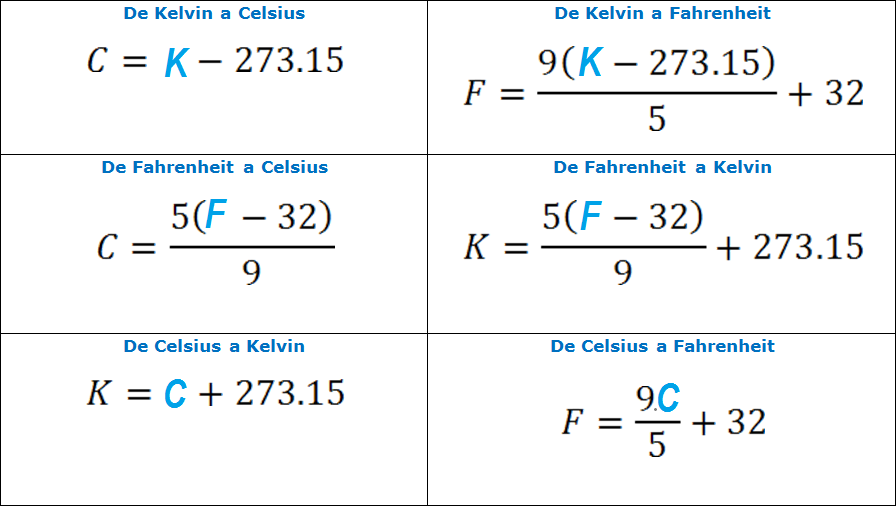 De Kelvin a Celsius
C = K − 273.15
De Kelvin a Fahrenheit
F = 9(K − 273.15)/5 + 32
De Fahrenheit a Celsius
C = 5(F − 32)/9
De Fahrenheit a Kelvin
K = 5(F − 32)/9 + 273.15
De Celsius a Kelvin
K = C + 273.15
De Celsius a Fahrenheit
F = 9.C/5 + 32